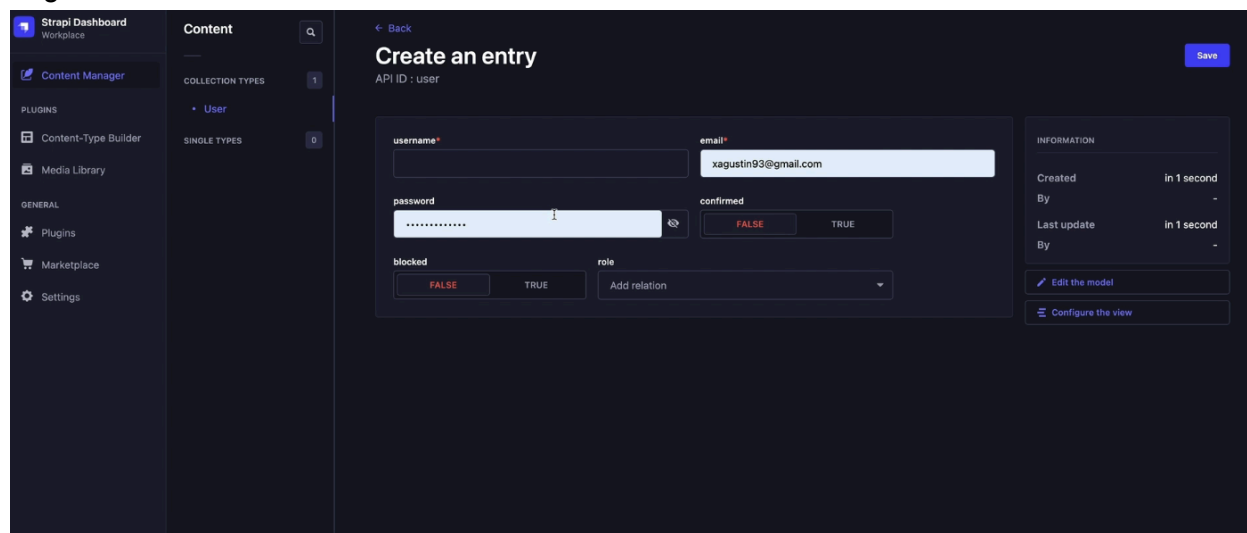 Strapi Dashboard
Workplace
Content Manager
PLUGINS
Content-Type Builder
Media Library
GENERAL
Plugins
Marketplace
Settings
Content
COLLECTION TYPES 1
User
SINGLE TYPES 0
← Back
Create an entry
API ID : user
Save
username* email*
xagustin93@gmail.com
password confirmed
••••••••••••• FALSE TRUE
blocked role
FALSE TRUE Add relation
INFORMATION
Created in 1 second
By -
Last update in 1 second
By -
Edit the model
Configure the view